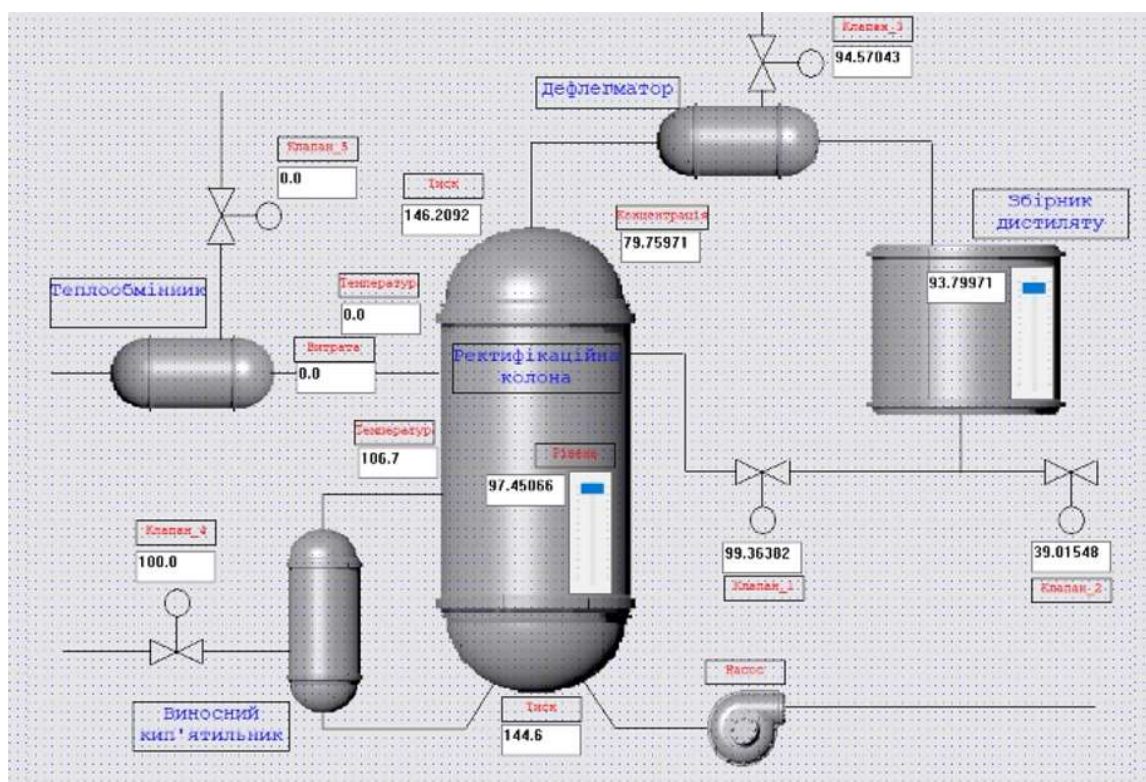 Клапан_3
94.57043
Дефлегматор
Клапан_5
0.0
Тиск
146.2092
Концентрація
79.75971
Збірник
дистиляту
93.79971
Теплообмінник
Температур
0.0
Витрата
0.0
Ректифікаційна
колона
Температур
106.7
Рівень
97.45066
Клапан_4
100.0
99.36302
Клапан_1
39.01548
Клапан_2
Насос
Виносний
кип'ятильник
Тиск
144.6